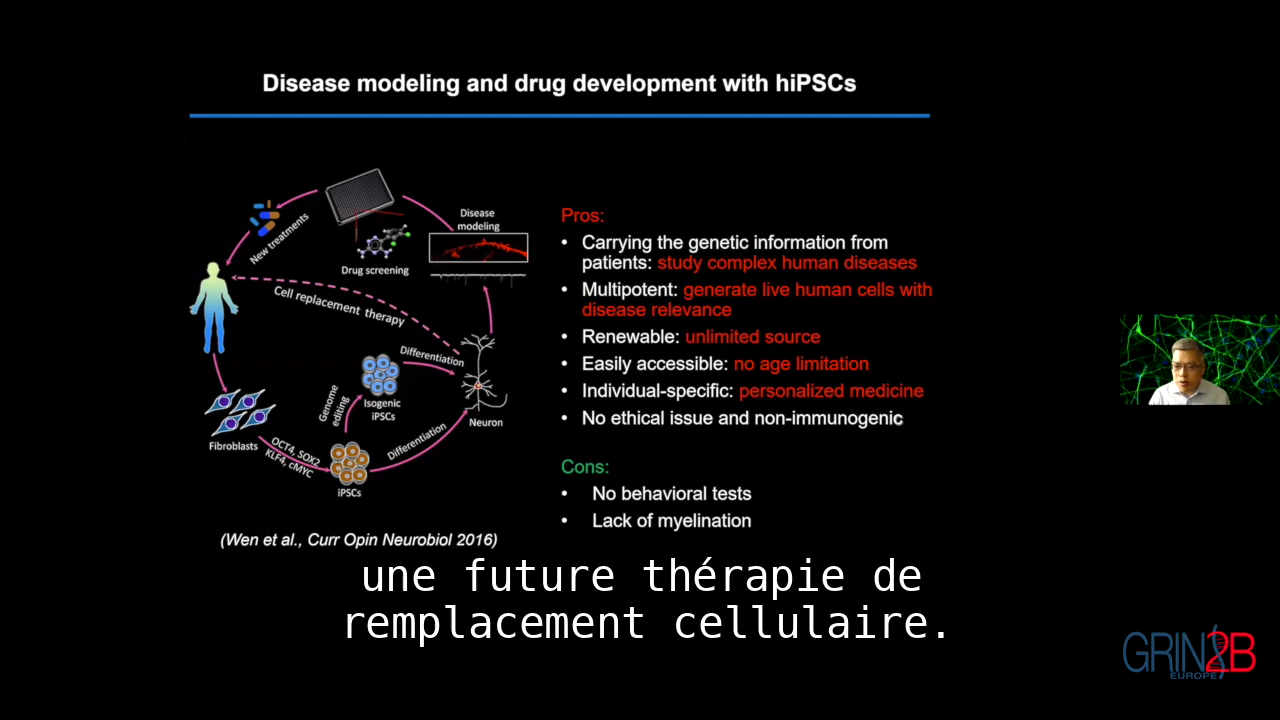 Disease modeling and drug development with hiPSCs
New treatments
Drug screening
Disease
modeling
Cell replacement therapy
Differentiation
Genome
editing
Isogenic
iPSCs
Neuron
Fibroblasts
OCT4, SOX2
KLF4, cMYC
Differentiation
iPSCs
(Wen et al., Curr Opin Neurobiol 2016)
Pros:
• Carrying the genetic information from
patients: study complex human diseases
• Multipotent: generate live human cells with
disease relevance
• Renewable: unlimited source
• Easily accessible: no age limitation
• Individual-specific: personalized medicine
• No ethical issue and non-immunogenic
Cons:
• No behavioral tests
• Lack of myelination
une future thérapie de
remplacement cellulaire.
GRIN2B
EUROPE